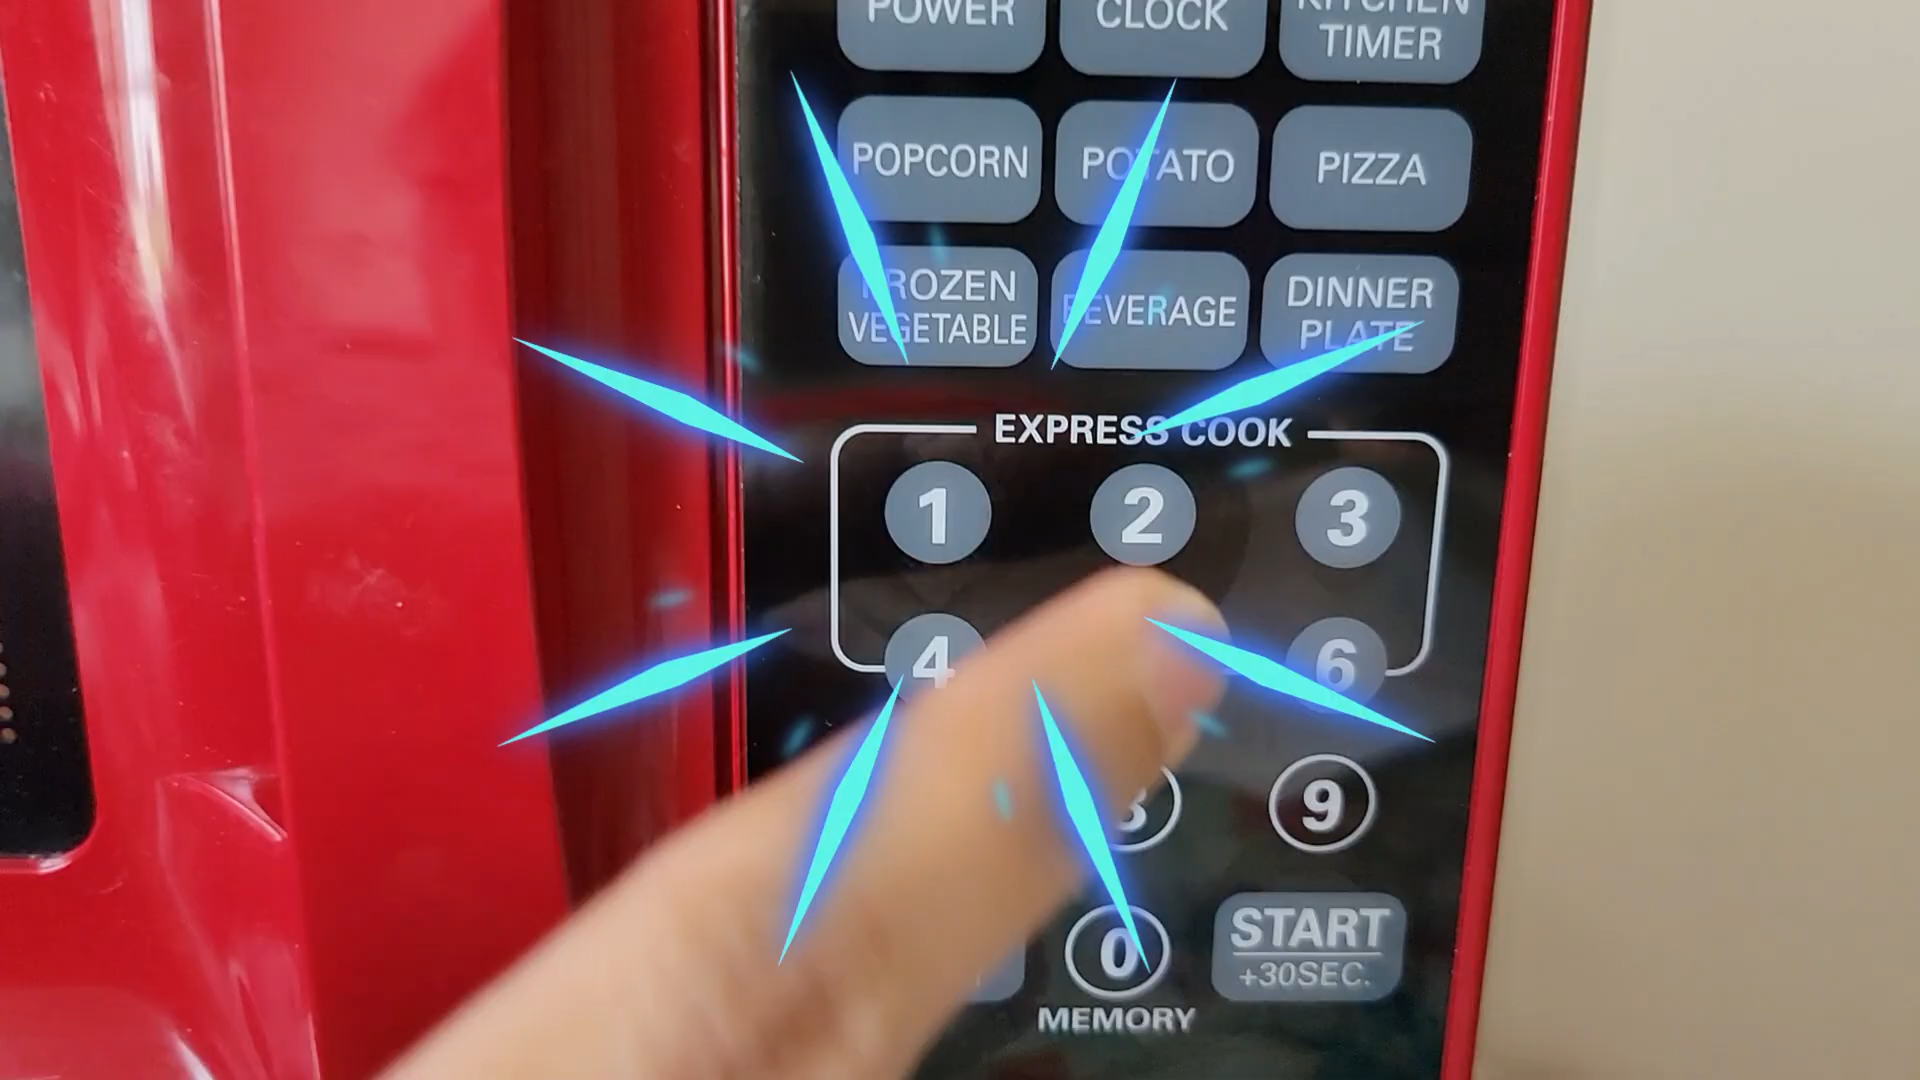 POWER
CLOCK
KITCHEN
TIMER
POPCORN
POTATO
PIZZA
FROZEN
VEGETABLE
BEVERAGE
DINNER
PLATE
EXPRESS COOK
1
2
3
4
6
8
9
0
MEMORY
START
+30SEC.